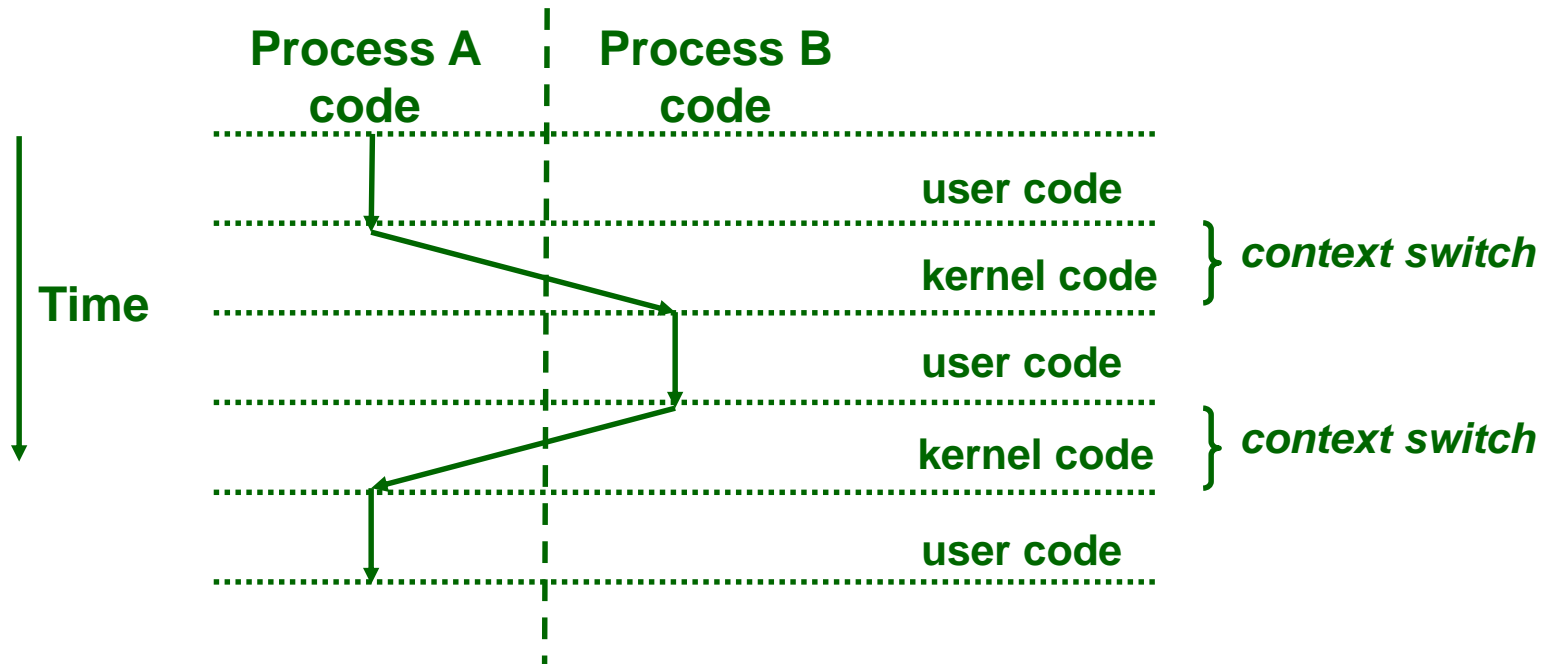 Process A
code
Process B
code
user code
kernel code
context switch
Time
user code
kernel code
context switch
user code